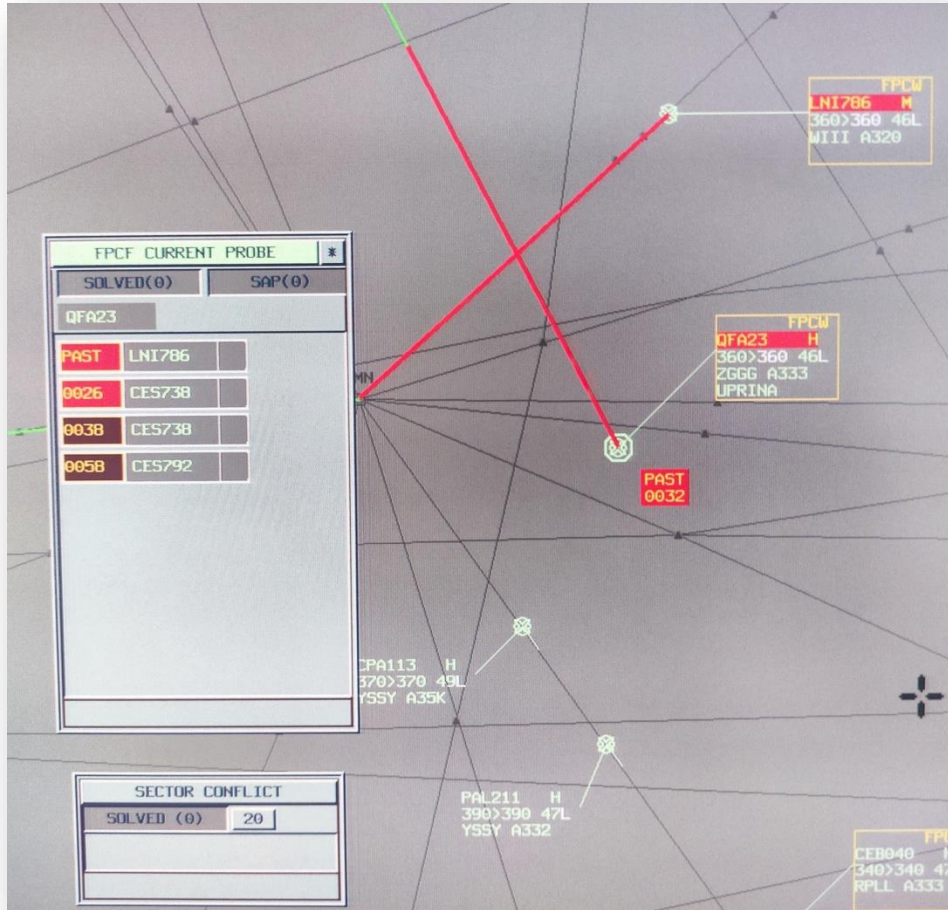 FPCW
LNI786 M
360>360 46L
WIII A320
FPCF CURRENT PROBE *
SOLVED(0) SAP(0)
QFA23
PAST LNI786
0026 CES738
0038 CES738
0058 CES792
MN
FPCW
QFA23 H
360>360 46L
ZGGG A333
UPRINA
PAST
0032
CPA113 H
370>370 49L
YSSY A35K
SECTOR CONFLICT
SOLVED (0) 20
PAL211 H
390>390 47L
YSSY A332
CEB040
340>340
RPLL A333